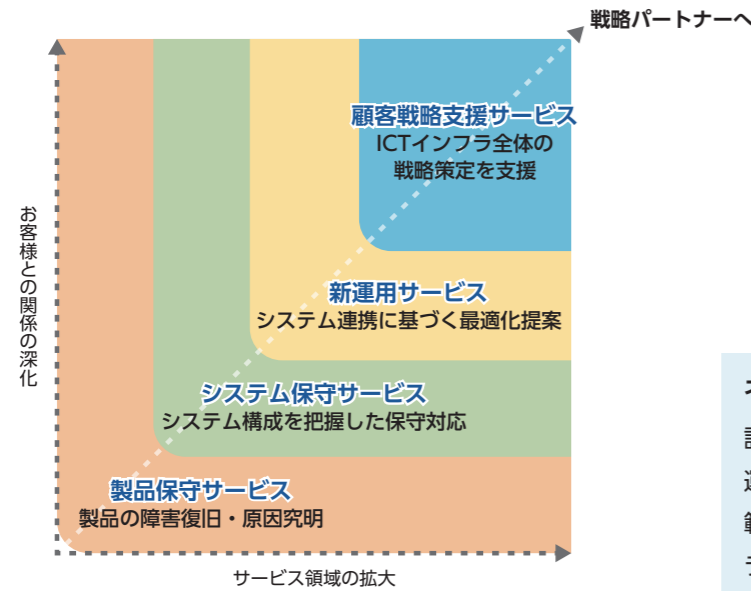 戦略パートナーへ
顧客戦略支援サービス
ICTインフラ全体の
戦略策定を支援
お客様との関係の深化
新運用サービス
システム連携に基づく最適化提案
システム保守サービス
システム構成を把握した保守対応
製品保守サービス
製品の障害復旧・原因究明
サービス領域の拡大